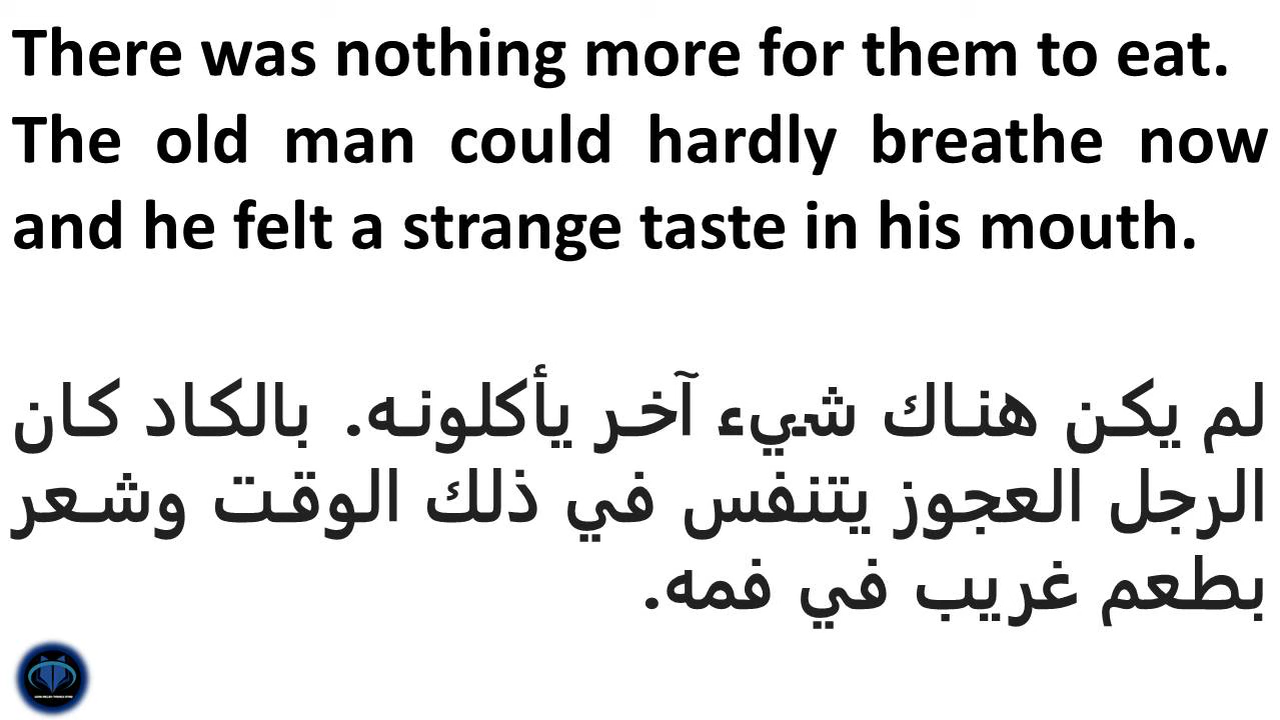 There was nothing more for them to eat.
The old man could hardly breathe now
and he felt a strange taste in his mouth.
لم يكن هناك شيء آخر يأكلونه. بالكاد كان
الرجل العجوز يتنفس في ذلك الوقت وشعر
بطعم غريب في فمه.